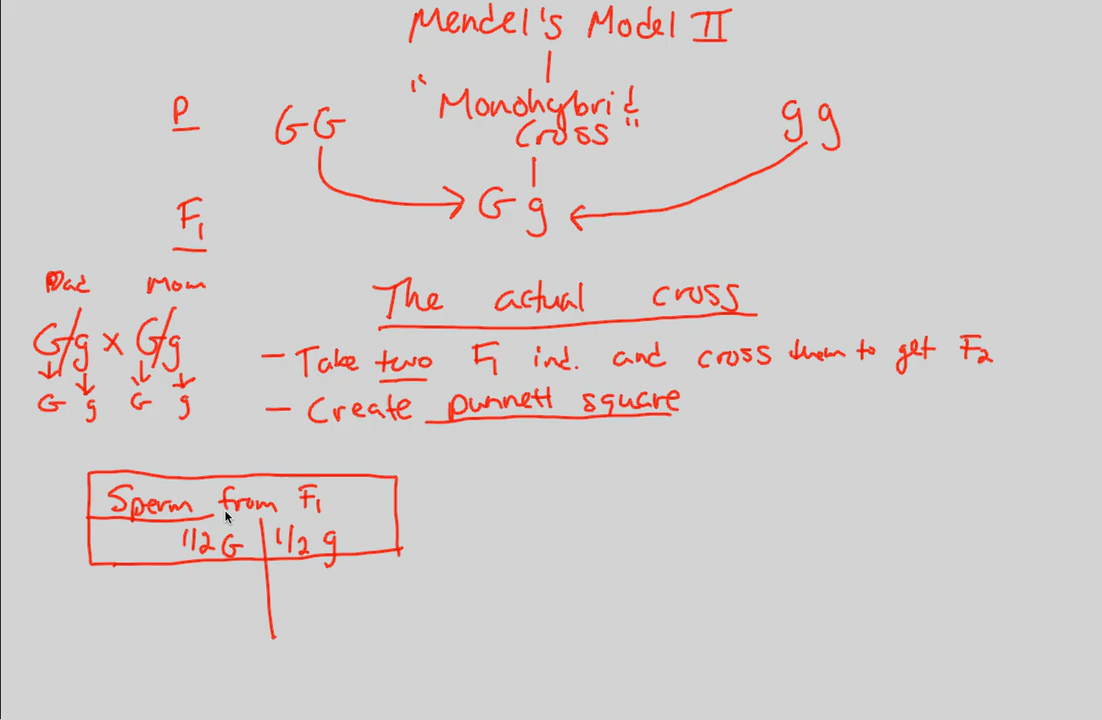 Mendel's Model II
"Monohybrid
Cross"
P
GG
gg
Gg
F1
Dad Mom
G/g x G/g
G g G g
The actual cross
- Take two F1 ind. and cross them to get F2
- Create punnett square
Sperm from F1
1/2 G 1/2 g